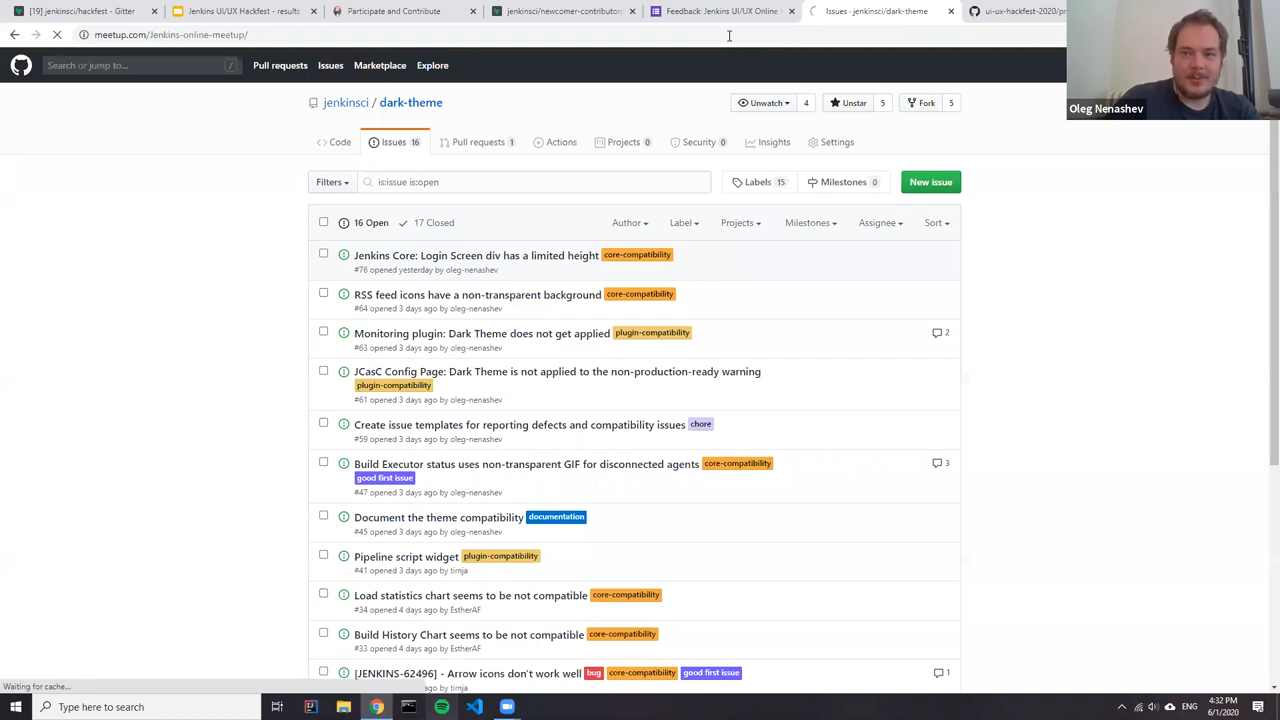 [19] jenkinsci/hackfest - Gitter
Jenkins UI/UX Hackfest - results
Participate and Contribute
jenkinsci/newcomer-contributor
Feedback: Jenkins UI/UX Online
Issues · jenkinsci/dark-theme
ui-ux-hackfest-2020/pr
meetup.com/Jenkins-online-meetup/
Search or jump to... /
Pull requests Issues Marketplace Explore
Oleg Nenashev
jenkinsci / dark-theme
Unwatch 4 Unstar 5 Fork 5
Code Issues 16 Pull requests 1 Actions Projects 0 Security 0 Insights Settings
Filters is:issue is:open Labels 15 Milestones 0 New issue
16 Open 17 Closed Author Label Projects Milestones Assignee Sort
Jenkins Core: Login Screen div has a limited height core-compatibility
#76 opened yesterday by oleg-nenashev
RSS feed icons have a non-transparent background core-compatibility
#64 opened 3 days ago by oleg-nenashev
Monitoring plugin: Dark Theme does not get applied plugin-compatibility 2
#63 opened 3 days ago by oleg-nenashev
JCasC Config Page: Dark Theme is not applied to the non-production-ready warning
plugin-compatibility
#61 opened 3 days ago by oleg-nenashev
Create issue templates for reporting defects and compatibility issues chore
#59 opened 3 days ago by oleg-nenashev
Build Executor status uses non-transparent GIF for disconnected agents core-compatibility 3
good first issue
#47 opened 3 days ago by oleg-nenashev
Document the theme compatibility documentation
#45 opened 3 days ago by oleg-nenashev
Pipeline script widget plugin-compatibility
#41 opened 3 days ago by timja
Load statistics chart seems to be not compatible core-compatibility
#34 opened 4 days ago by EstherAF
Build History Chart seems to be not compatible core-compatibility
#33 opened 4 days ago by EstherAF
[JENKINS-62496] - Arrow icons don't work well bug core-compatibility good first issue 1
days ago by timja
Waiting for cache...
Type here to search
4:32 PM
6/1/2020